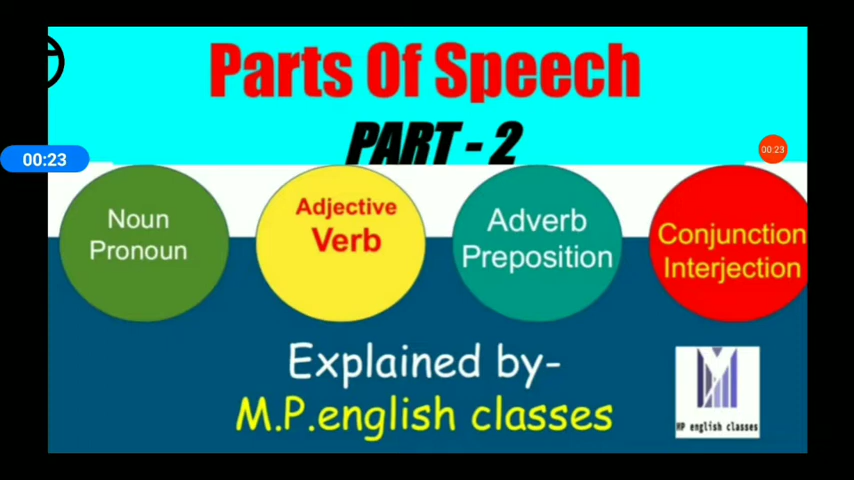 Parts Of Speech
PART - 2
00:23
00:23
Noun
Pronoun
Adjective
Verb
Adverb
Preposition
Conjunction
Interjection
Explained by-
M.P.english classes
MP english classes